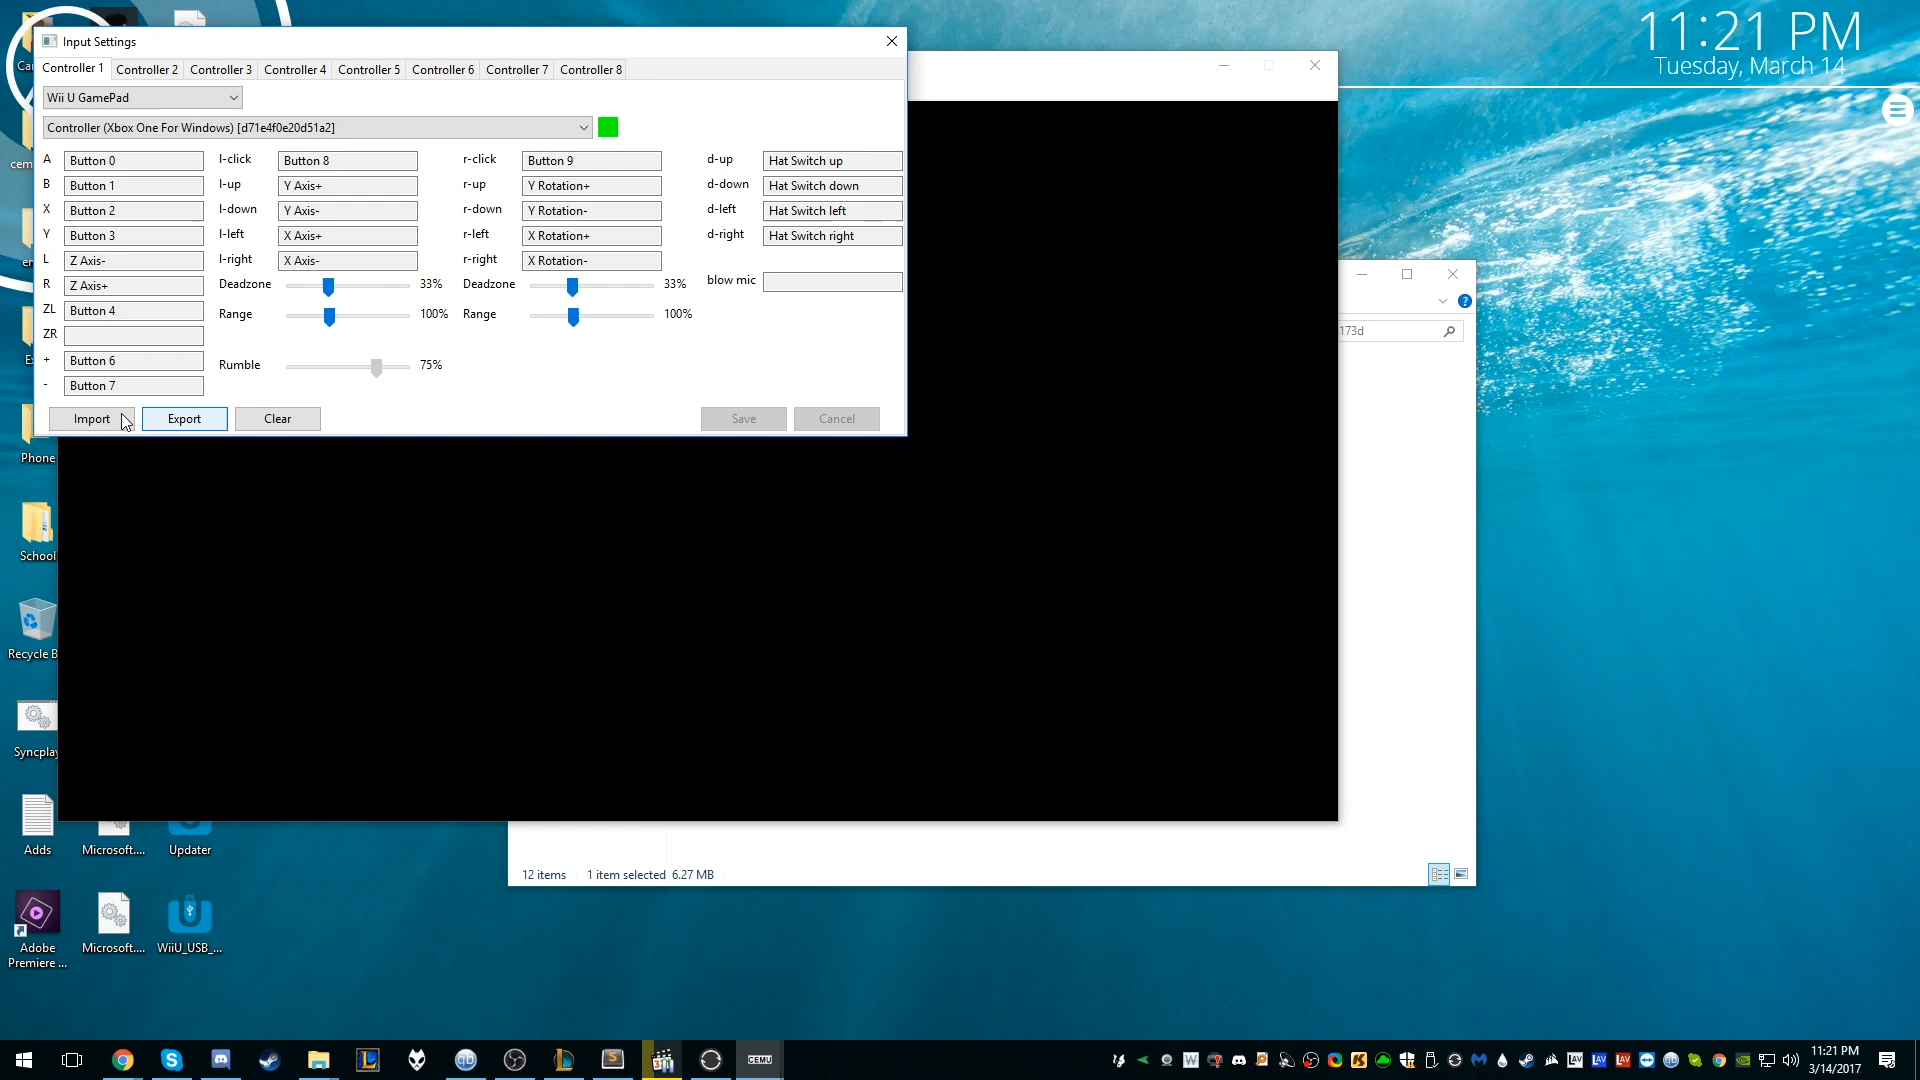 11:21 PM
Tuesday, March 14
Input Settings
Controller 1
Controller 2
Controller 3
Controller 4
Controller 5
Controller 6
Controller 7
Controller 8
Wii U GamePad
Controller (Xbox One For Windows) [d71e4f0e20d51a2]
A Button 0
B Button 1
X Button 2
Y Button 3
L Z Axis-
R Z Axis+
ZL Button 4
ZR
+ Button 6
- Button 7
l-click Button 8
l-up Y Axis+
l-down Y Axis-
l-left X Axis+
l-right X Axis-
Deadzone 33%
Range 100%
Rumble 75%
r-click Button 9
r-up Y Rotation+
r-down Y Rotation-
r-left X Rotation+
r-right X Rotation-
Deadzone 33%
Range 100%
d-up Hat Switch up
d-down Hat Switch down
d-left Hat Switch left
d-right Hat Switch right
blow mic
Import
Export
Clear
Save
Cancel
173d
12 items 1 item selected 6.27 MB
Phone
School
Recycle B
Syncplay
Adds
Microsoft....
Updater
Adobe
Premiere ...
Microsoft....
WiiU_USB_...
CEMU
11:21 PM
3/14/2017